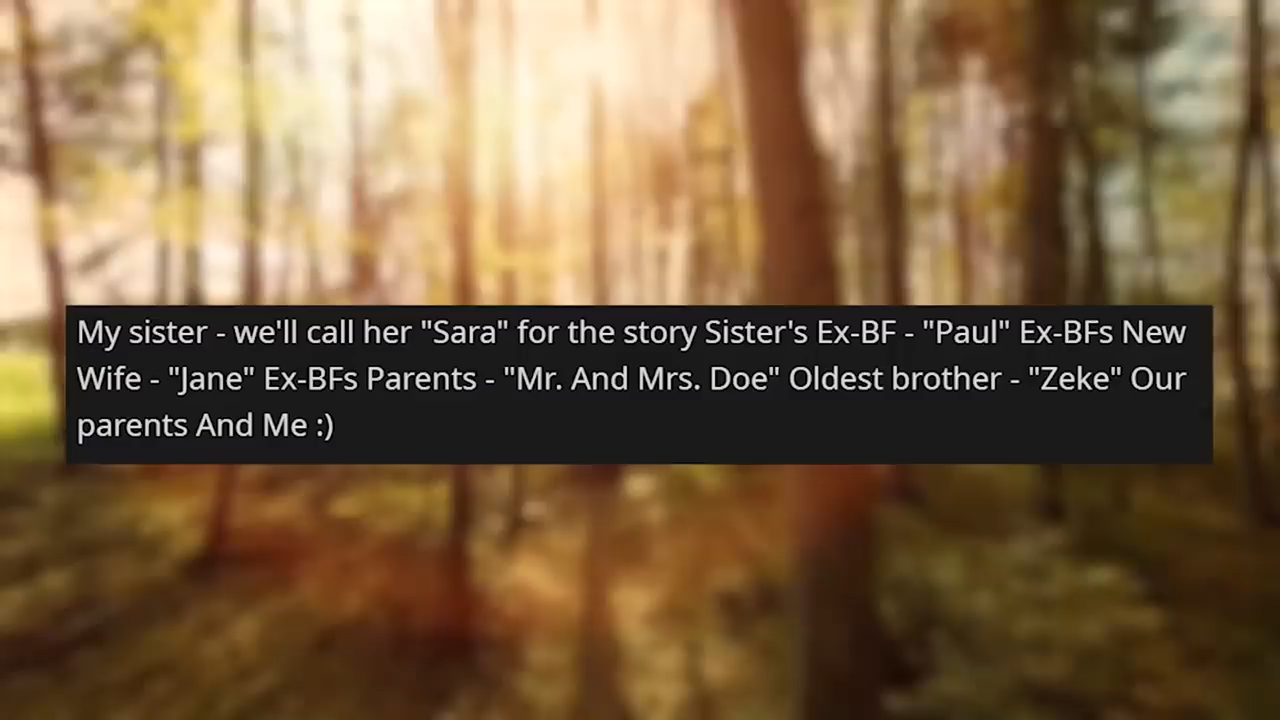 My sister - we'll call her "Sara" for the story Sister's Ex-BF - "Paul" Ex-BFs New
Wife - "Jane" Ex-BFs Parents - "Mr. And Mrs. Doe" Oldest brother - "Zeke" Our
parents And Me :)